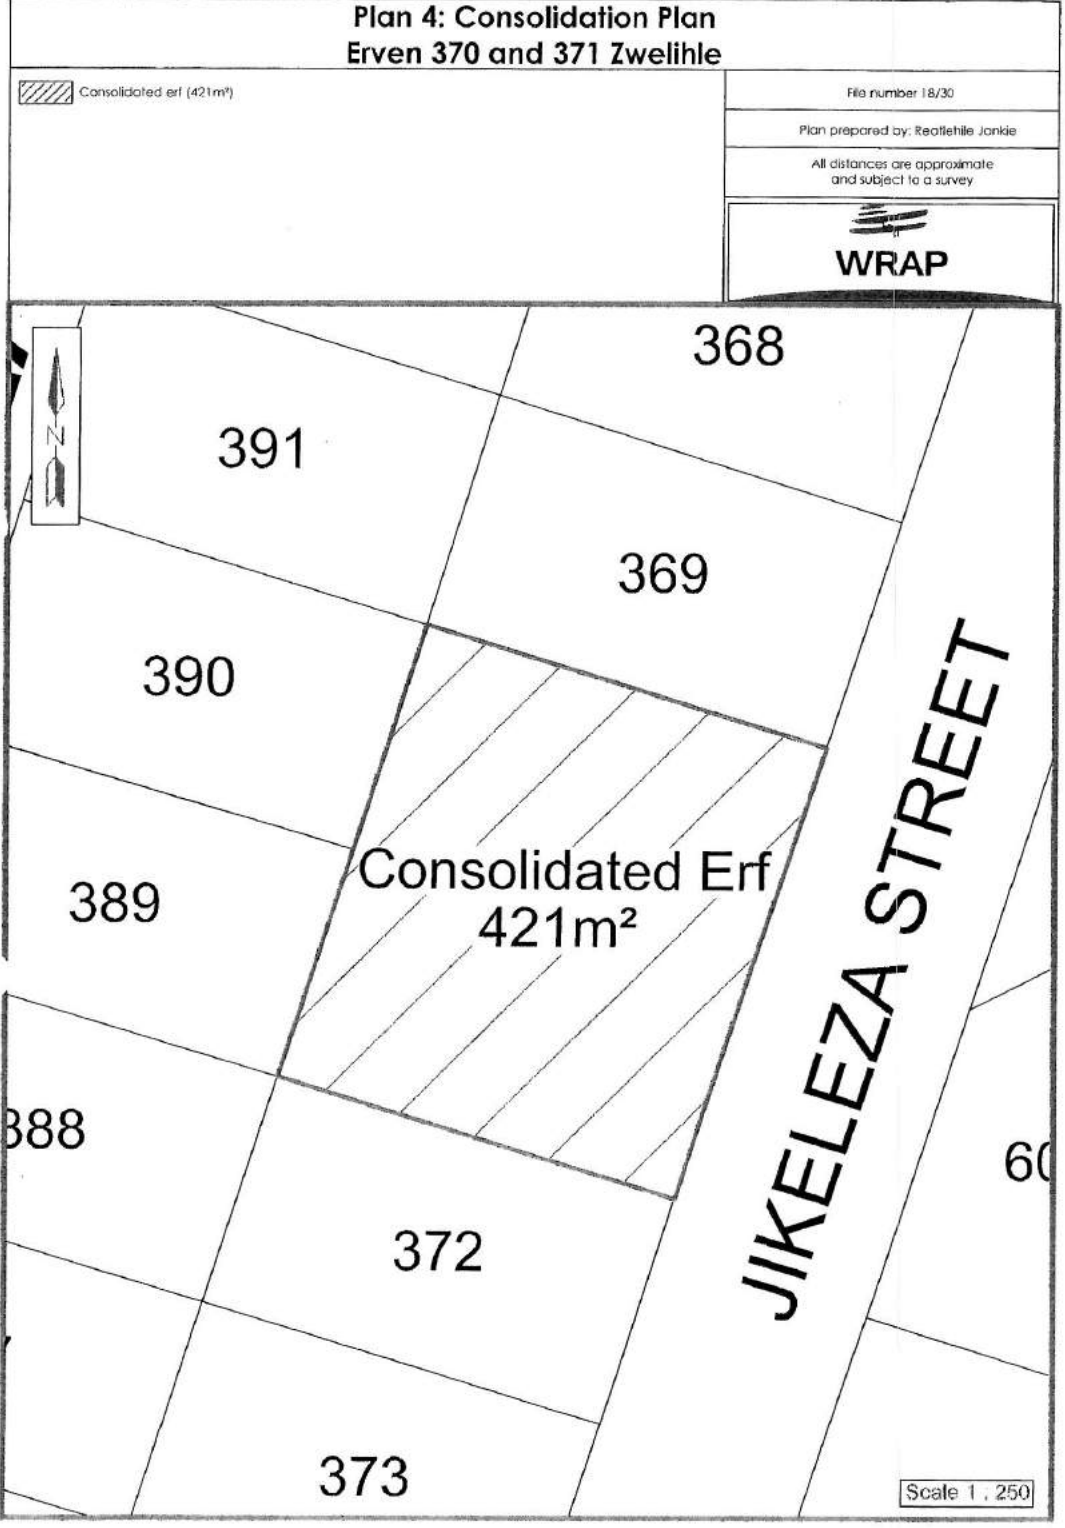 Plan 4: Consolidation Plan
Erven 370 and 371 Zwelihle
Consolidated erf (421m²)
File number 18/30
Plan prepared by: Reatlehile Jankie
All distances are approximate
and subject to a survey
WRAP
368
391
N
369
390
Consolidated Erf
421m²
389
JIKELEZA STREET
388
60
372
373
Scale 1 : 250